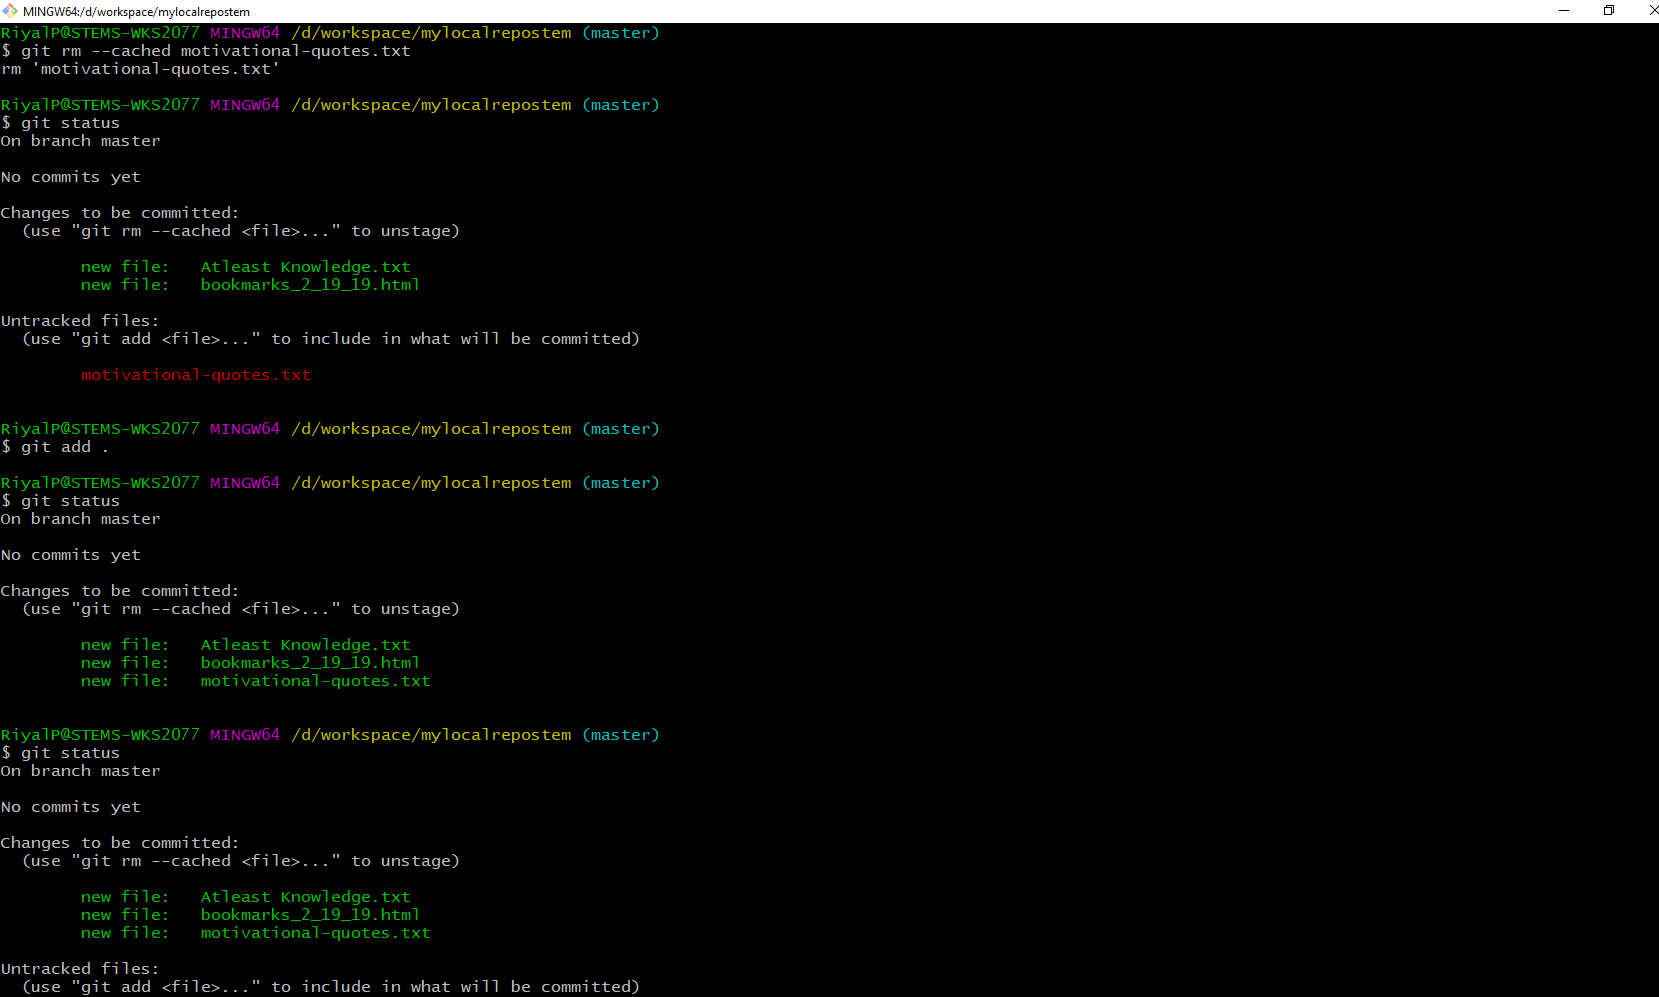 MINGW64:/d/workspace/mylocalrepostem
RiyalP@STEMS-WKS2077 MINGW64 /d/workspace/mylocalrepostem (master)
$ git rm --cached motivational-quotes.txt
rm 'motivational-quotes.txt'
RiyalP@STEMS-WKS2077 MINGW64 /d/workspace/mylocalrepostem (master)
$ git status
On branch master
No commits yet
Changes to be committed:
(use "git rm --cached <file>..." to unstage)
new file: Atleast Knowledge.txt
new file: bookmarks_2_19_19.html
Untracked files:
(use "git add <file>..." to include in what will be committed)
motivational-quotes.txt
RiyalP@STEMS-WKS2077 MINGW64 /d/workspace/mylocalrepostem (master)
$ git add .
RiyalP@STEMS-WKS2077 MINGW64 /d/workspace/mylocalrepostem (master)
$ git status
On branch master
No commits yet
Changes to be committed:
(use "git rm --cached <file>..." to unstage)
new file: Atleast Knowledge.txt
new file: bookmarks_2_19_19.html
new file: motivational-quotes.txt
RiyalP@STEMS-WKS2077 MINGW64 /d/workspace/mylocalrepostem (master)
$ git status
On branch master
No commits yet
Changes to be committed:
(use "git rm --cached <file>..." to unstage)
new file: Atleast Knowledge.txt
new file: bookmarks_2_19_19.html
new file: motivational-quotes.txt
Untracked files:
(use "git add <file>..." to include in what will be committed)